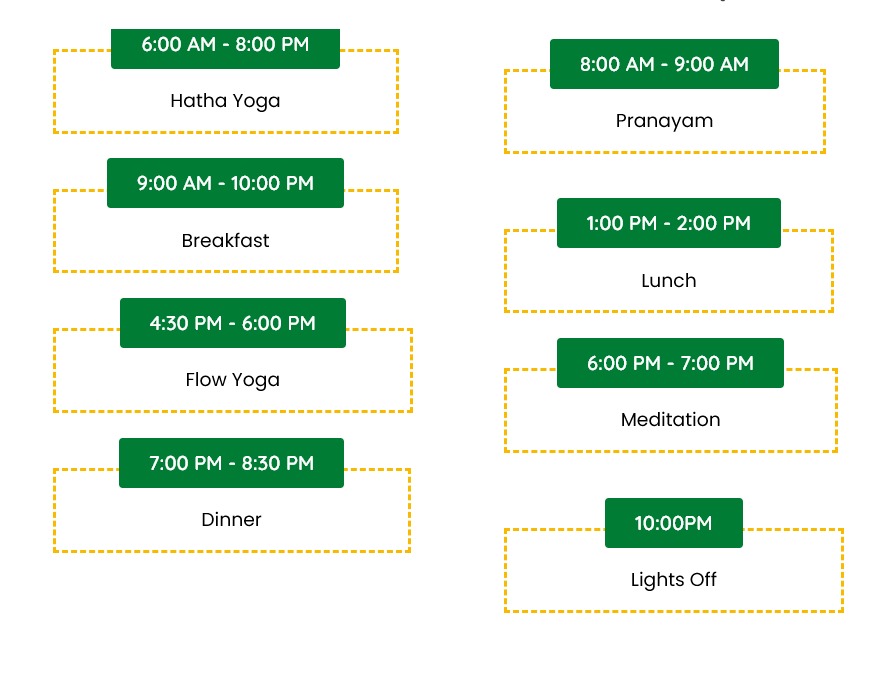 6:00 AM - 8:00 PM
Hatha Yoga
8:00 AM - 9:00 AM
Pranayam
9:00 AM - 10:00 PM
Breakfast
1:00 PM - 2:00 PM
Lunch
4:30 PM - 6:00 PM
Flow Yoga
6:00 PM - 7:00 PM
Meditation
7:00 PM - 8:30 PM
Dinner
10:00PM
Lights Off